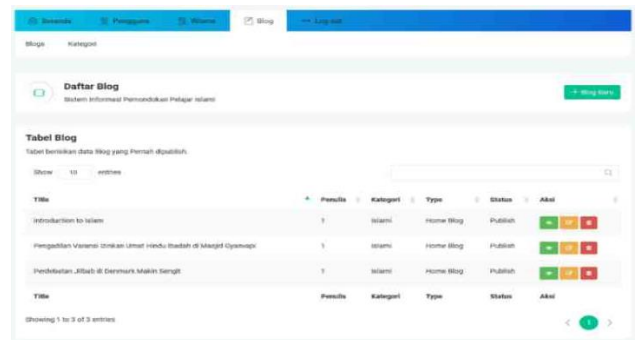 Beranda Pengguna Wisma Blog Log out
Blogs Kategori
Daftar Blog
Sistem Informasi Pemondokan Pelajar Islami
+ Blog Baru
Tabel Blog
Tabel berisikan data Blog yang Pernah dipublish.
Show 10 entries
Title Penulis Kategori Type Status Aksi
Introduction to Islam 1 Islami Home Blog Publish
Pengadilan Varansi Izinkan Umat Hindu Ibadah di Masjid Gyanvapi 1 Islami Home Blog Publish
Perdebatan Jilbab di Denmark Makin Sengit 1 Islami Home Blog Publish
Title Penulis Kategori Type Status Aksi
Showing 1 to 3 of 3 entries
1